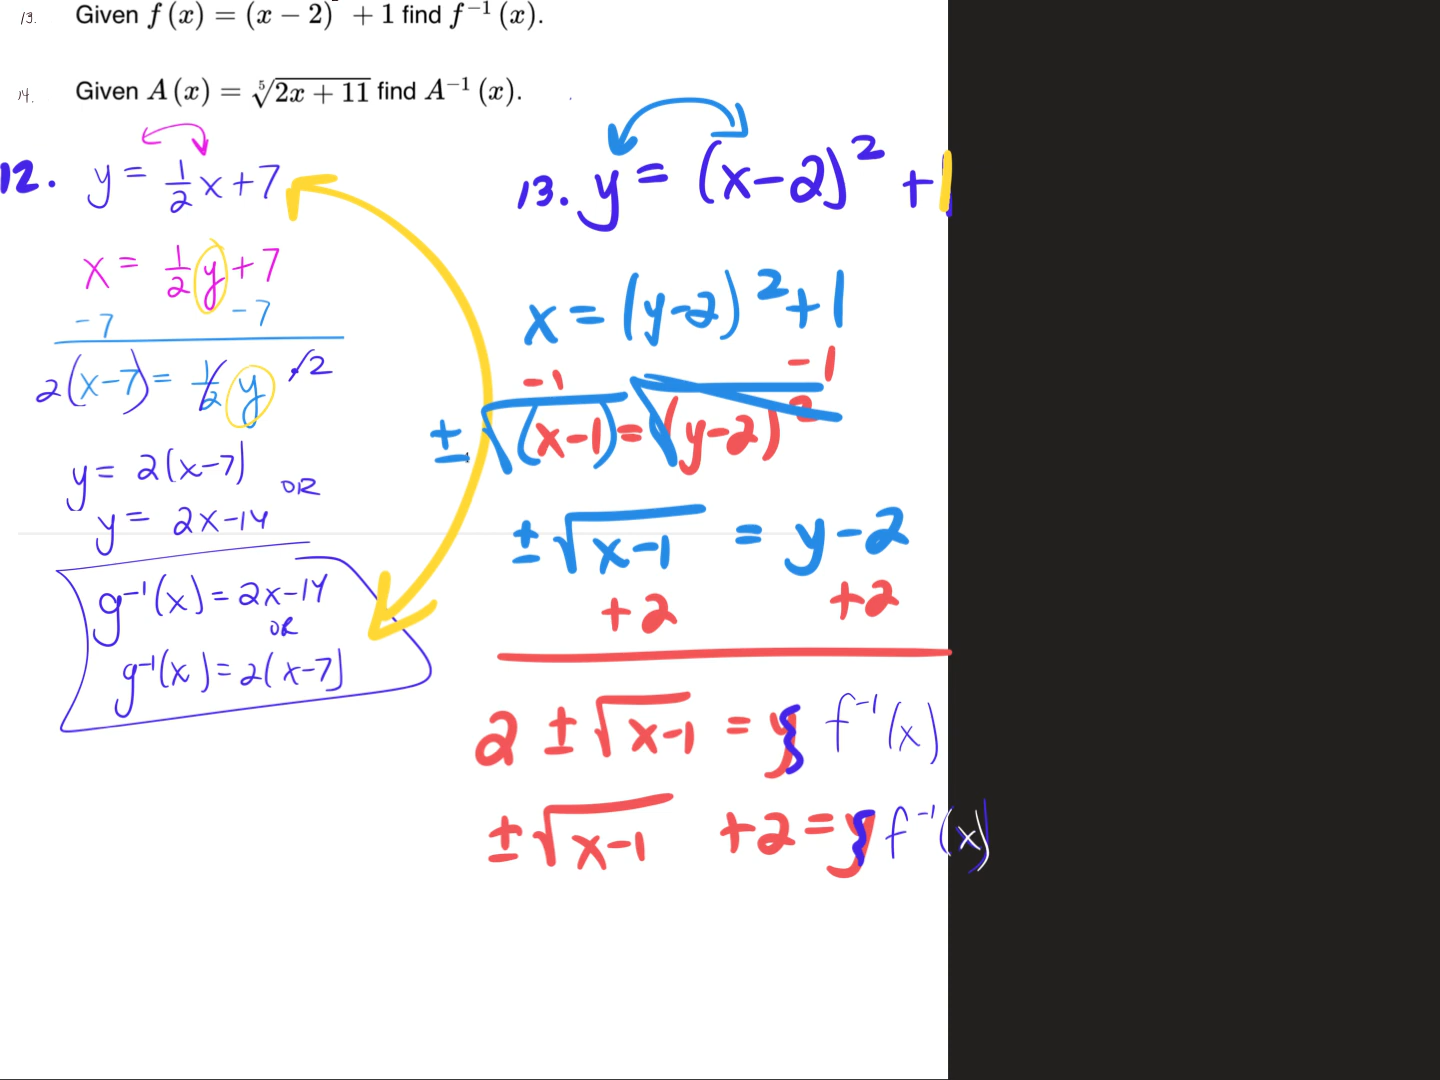 13. Given f (x) = (x − 2) + 1 find f⁻¹ (x).
14. Given A (x) = ⁵√(2x + 11) find A⁻¹ (x).
12. y = 1/2 x + 7
x = 1/2 y + 7
-7 -7
2(x-7) = 1/2 y ·2
y = 2(x-7) OR
y = 2x-14
g⁻¹(x) = 2x-14
OR
g⁻¹(x) = 2(x-7)
13. y = (x-2)² + 1
x = (y-2)² + 1
-1 -1
± √(x-1) = √(y-2)²
± √x-1 = y-2
+2 +2
2 ± √x-1 = y f⁻¹(x)
± √x-1 +2 = y f⁻¹(x)